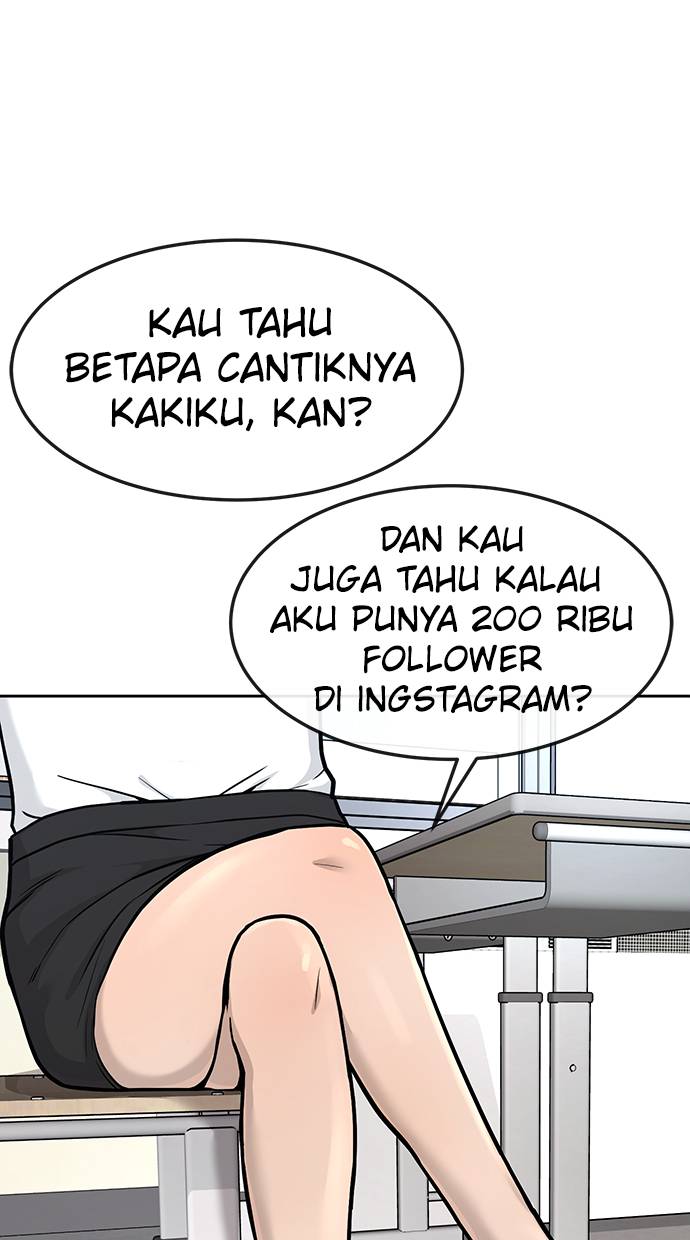 KAU TAHU
BETAPA CANTIKNYA
KAKIKU, KAN?
DAN KAU
JUGA TAHU KALAU
AKU PUNYA 200 RIBU
FOLLOWER
DI INGSTAGRAM?